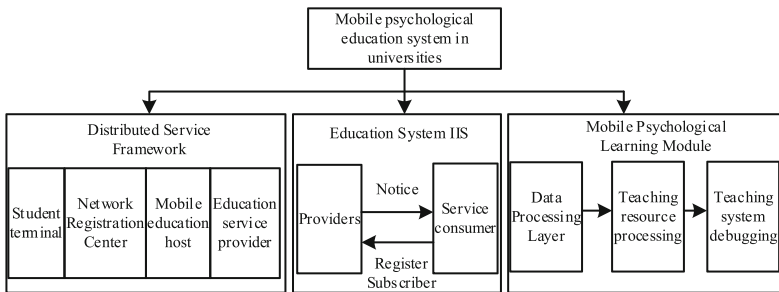 Mobile psychological
education system in
universities
Distributed Service
Framework
Student
terminal
Network
Registration
Center
Mobile
education
host
Education
service
provider
Education System IIS
Providers
Notice
Service
consumer
Register
Subscriber
Mobile Psychological
Learning Module
Data
Processing
Layer
Teaching
resource
processing
Teaching
system
debugging